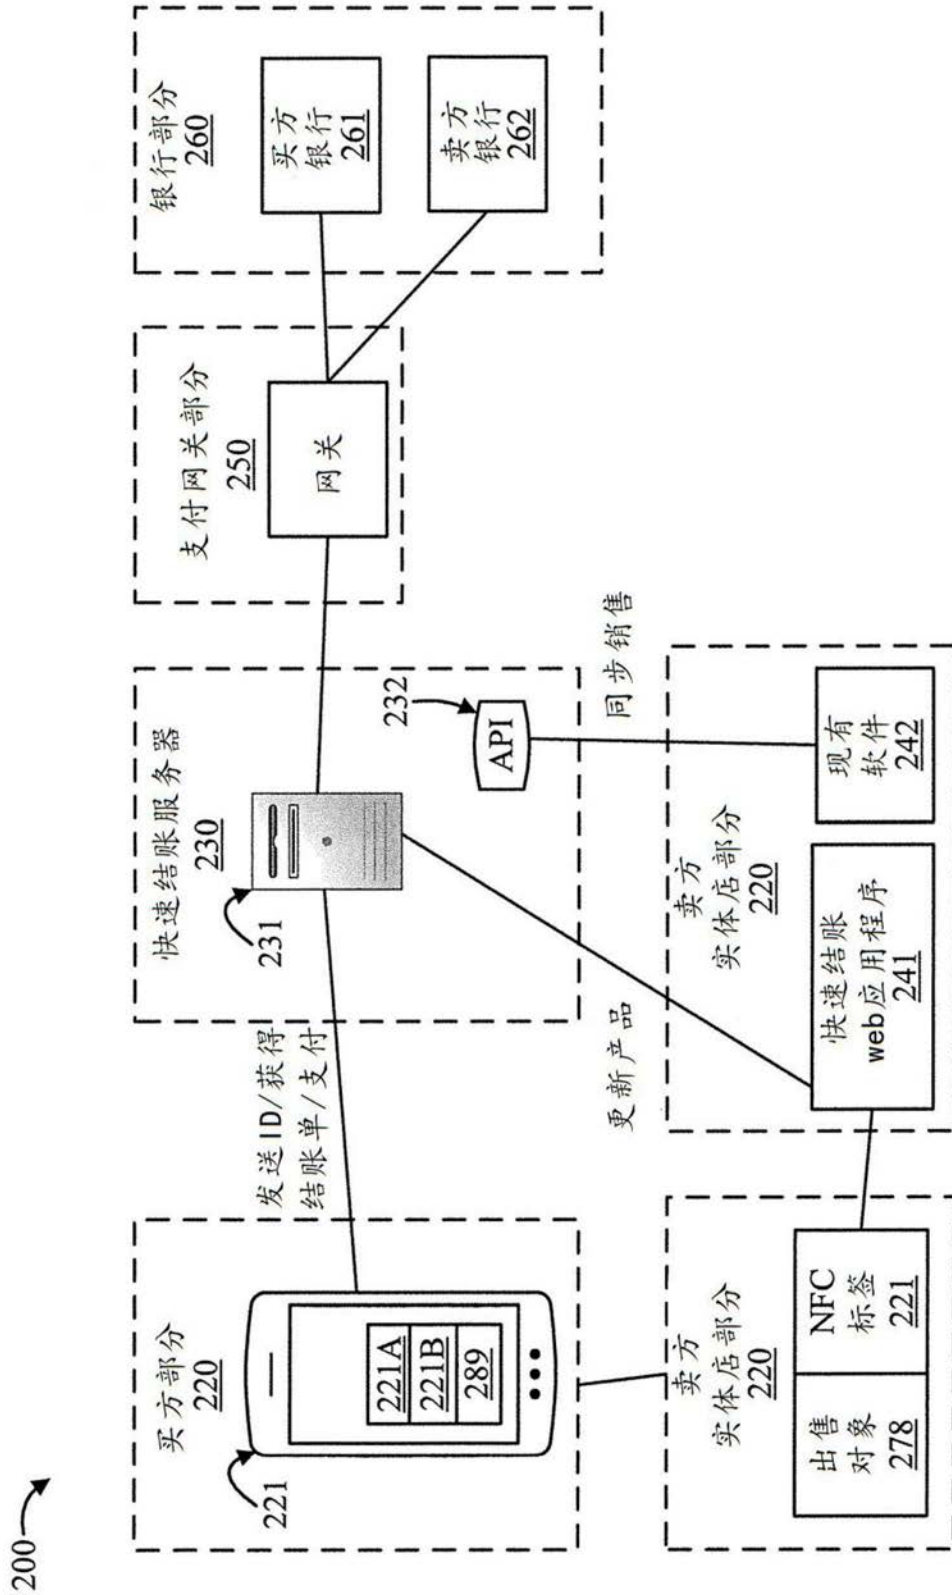 200
买方部分
220
221
221A
221B
289
发送ID/获得
结账单/支付
快速结账服务器
230
231
API
232
支付网关部分
250
网关
银行部分
260
买方
银行
261
卖方
银行
262
卖方
实体店部分
220
出售
对象
278
NFC
标签
221
更新产品
卖方
实体店部分
220
快速结账
web应用程序
241
现有
软件
242
同步销售